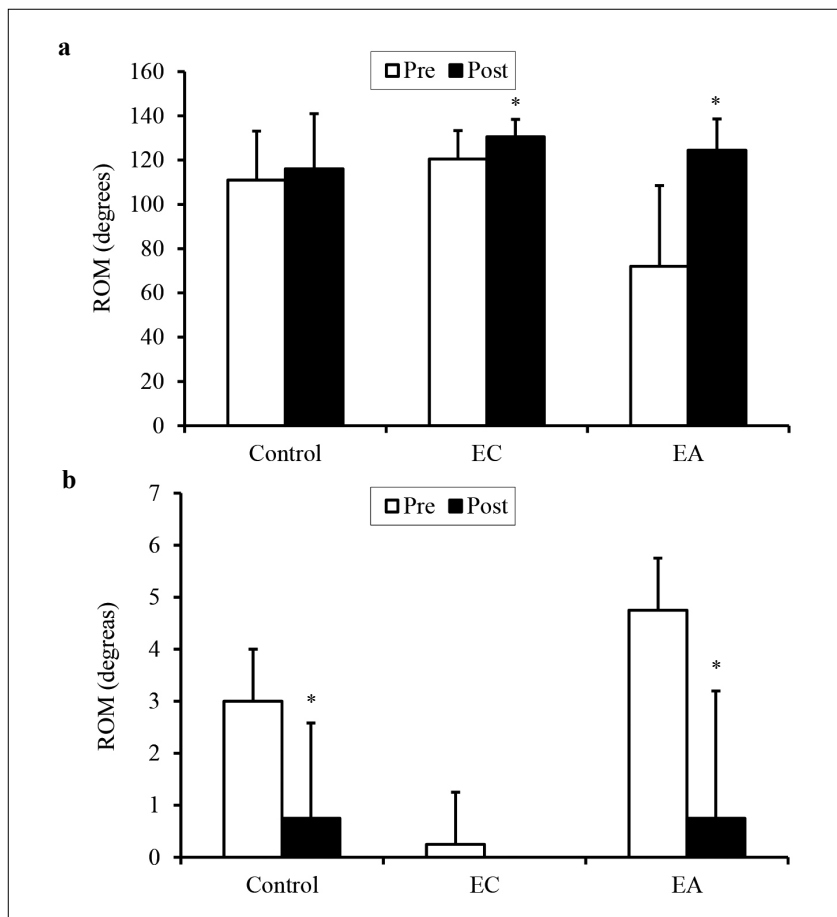 a
Pre Post
160
140
120
100
80
60
40
20
0
ROM (degrees)
* *
Control EC EA
b
Pre Post
7
6
5
4
3
2
1
0
ROM (degreas)
* *
Control EC EA